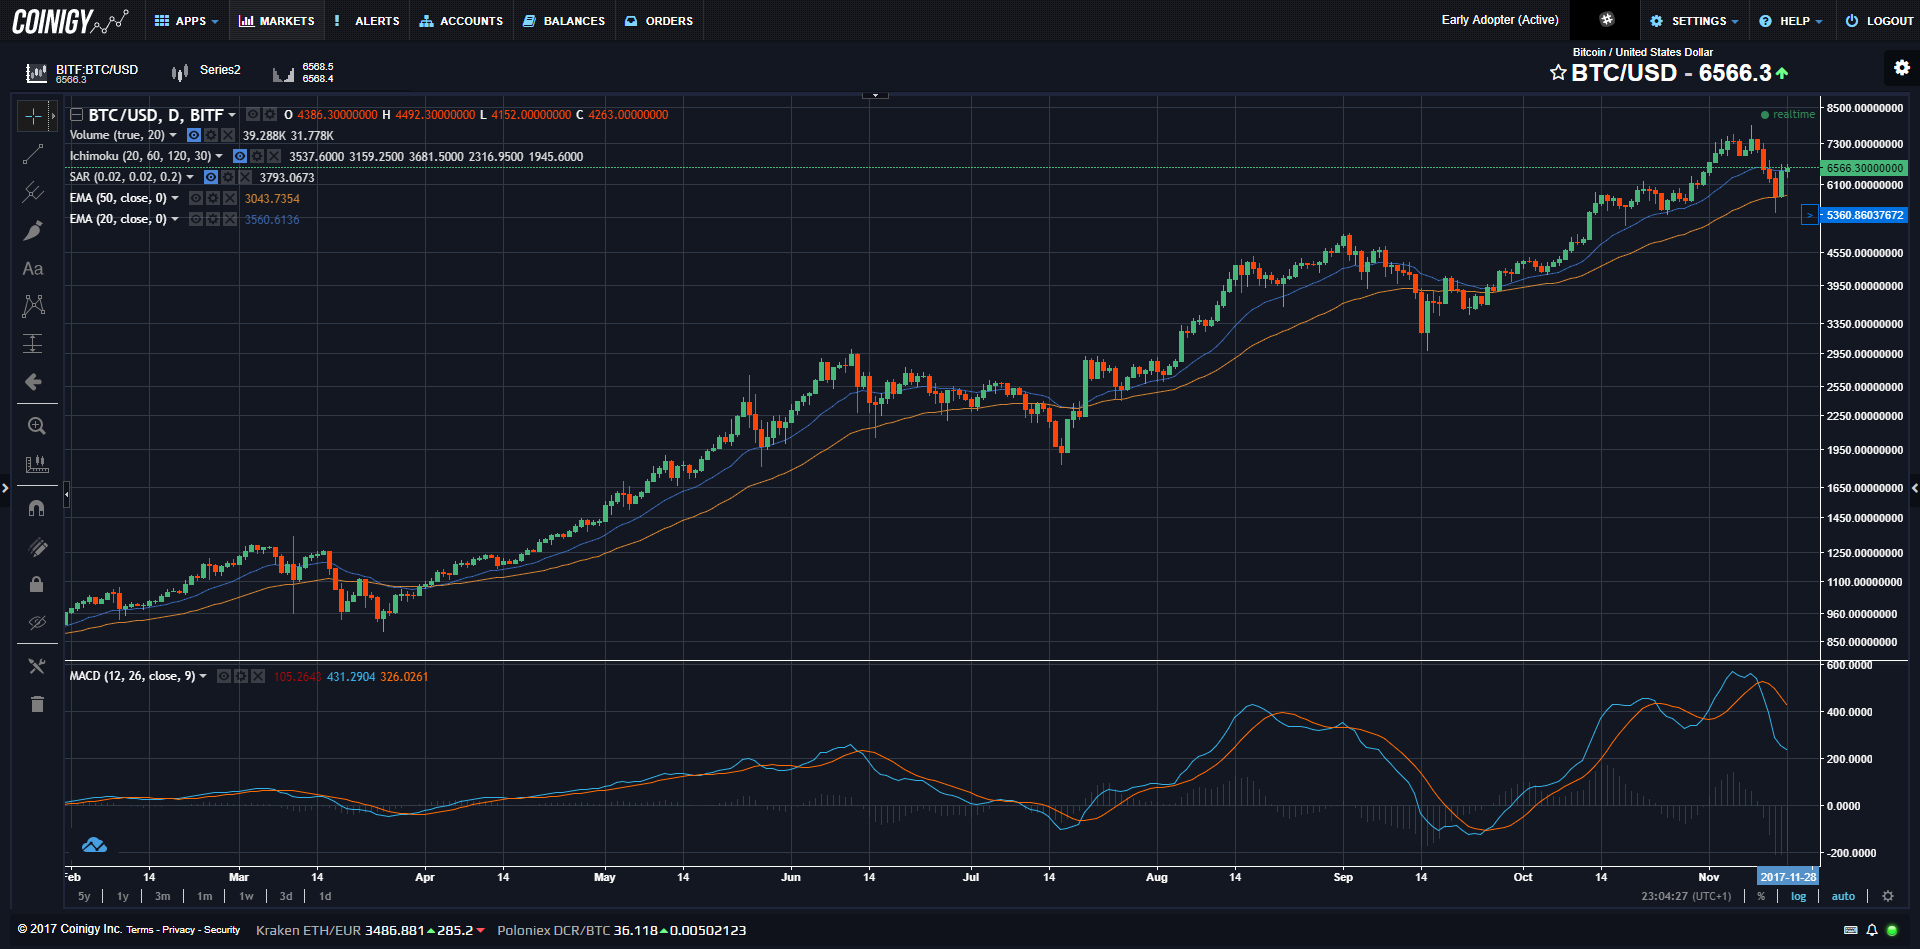 COINIGY APPS MARKETS ! ALERTS ACCOUNTS BALANCES ORDERS Early Adopter (Active) SETTINGS HELP LOGOUT
Bitcoin / United States Dollar
BITF:BTC/USD
6566.3
Series2
6568.5
6568.4
BTC/USD - 6566.3
BTC/USD, D, BITF O 4386.30000000 H 4492.30000000 L 4152.00000000 C 4263.00000000
realtime
Volume (true, 20) 39.288K 31.778K
Ichimoku (20, 60, 120, 30) 3537.6000 3159.2500 3681.5000 2316.9500 1945.6000
SAR (0.02, 0.02, 0.2) 3793.0673
EMA (50, close, 0) 3043.7354
EMA (20, close, 0) 3560.6136
Aa
8500.00000000
7300.00000000
6566.30000000
6100.00000000
> 5360.86037672
4550.00000000
3950.00000000
3350.00000000
2950.00000000
2550.00000000
2250.00000000
1950.00000000
1650.00000000
1450.00000000
1250.00000000
1100.00000000
960.00000000
850.00000000
MACD (12, 26, close, 9) 105.2643 431.2904 326.0261
600.0000
400.0000
200.0000
0.0000
-200.0000
Feb 14 Mar 14 Apr 14 May 14 Jun 14 Jul 14 Aug 14 Sep 14 Oct 14 Nov 2017-11-28
5y 1y 3m 1m 1w 3d 1d 23:04:27 (UTC+1) % log auto
© 2017 Coinigy Inc. Terms - Privacy - Security Kraken ETH/EUR 3486.881 285.2 Poloniex DCR/BTC 36.118 0.00502123